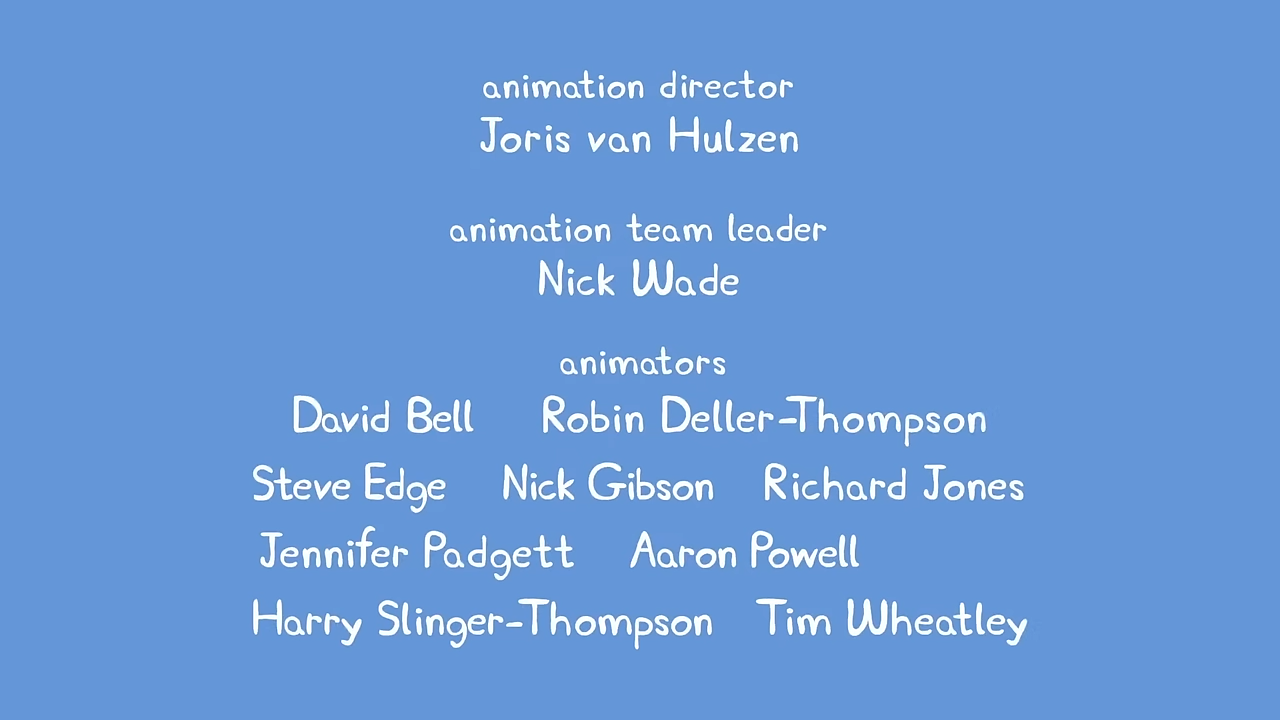 animation director
Joris van Hulzen
animation team leader
Nick Wade
animators
David Bell Robin Deller-Thompson
Steve Edge Nick Gibson Richard Jones
Jennifer Padgett Aaron Powell
Harry Slinger-Thompson Tim Wheatley